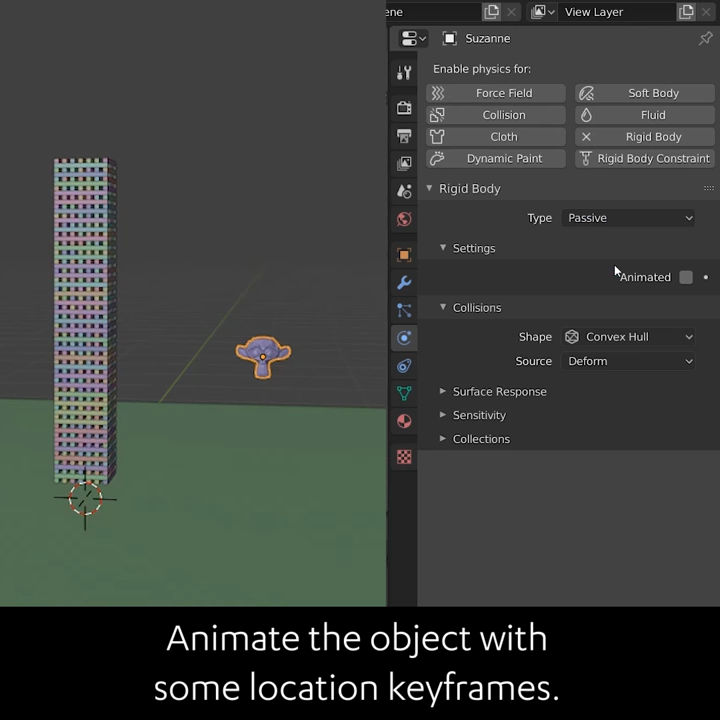 ene
View Layer
Suzanne
Enable physics for:
Force Field
Soft Body
Collision
Fluid
Cloth
Rigid Body
Dynamic Paint
Rigid Body Constraint
Rigid Body
Type
Passive
Settings
Animated
Collisions
Shape
Convex Hull
Source
Deform
Surface Response
Sensitivity
Collections
Animate the object with
some location keyframes.